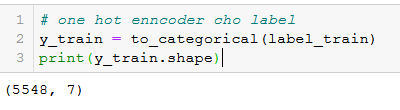 1 # one hot enncoder cho label
2 y_train = to_categorical(label_train)
3 print(y_train.shape)
(5548, 7)